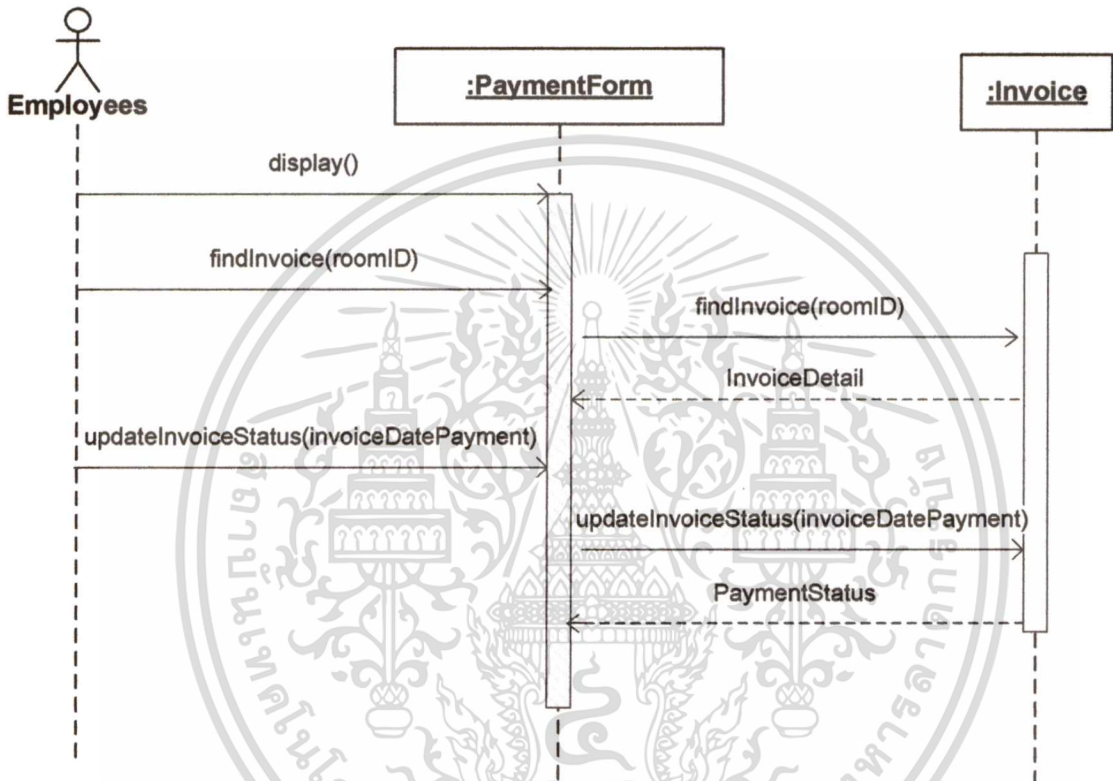 Employees
:PaymentForm
:Invoice
display()
findInvoice(roomID)
findInvoice(roomID)
InvoiceDetail
updateInvoiceStatus(invoiceDatePayment)
updateInvoiceStatus(invoiceDatePayment)
PaymentStatus